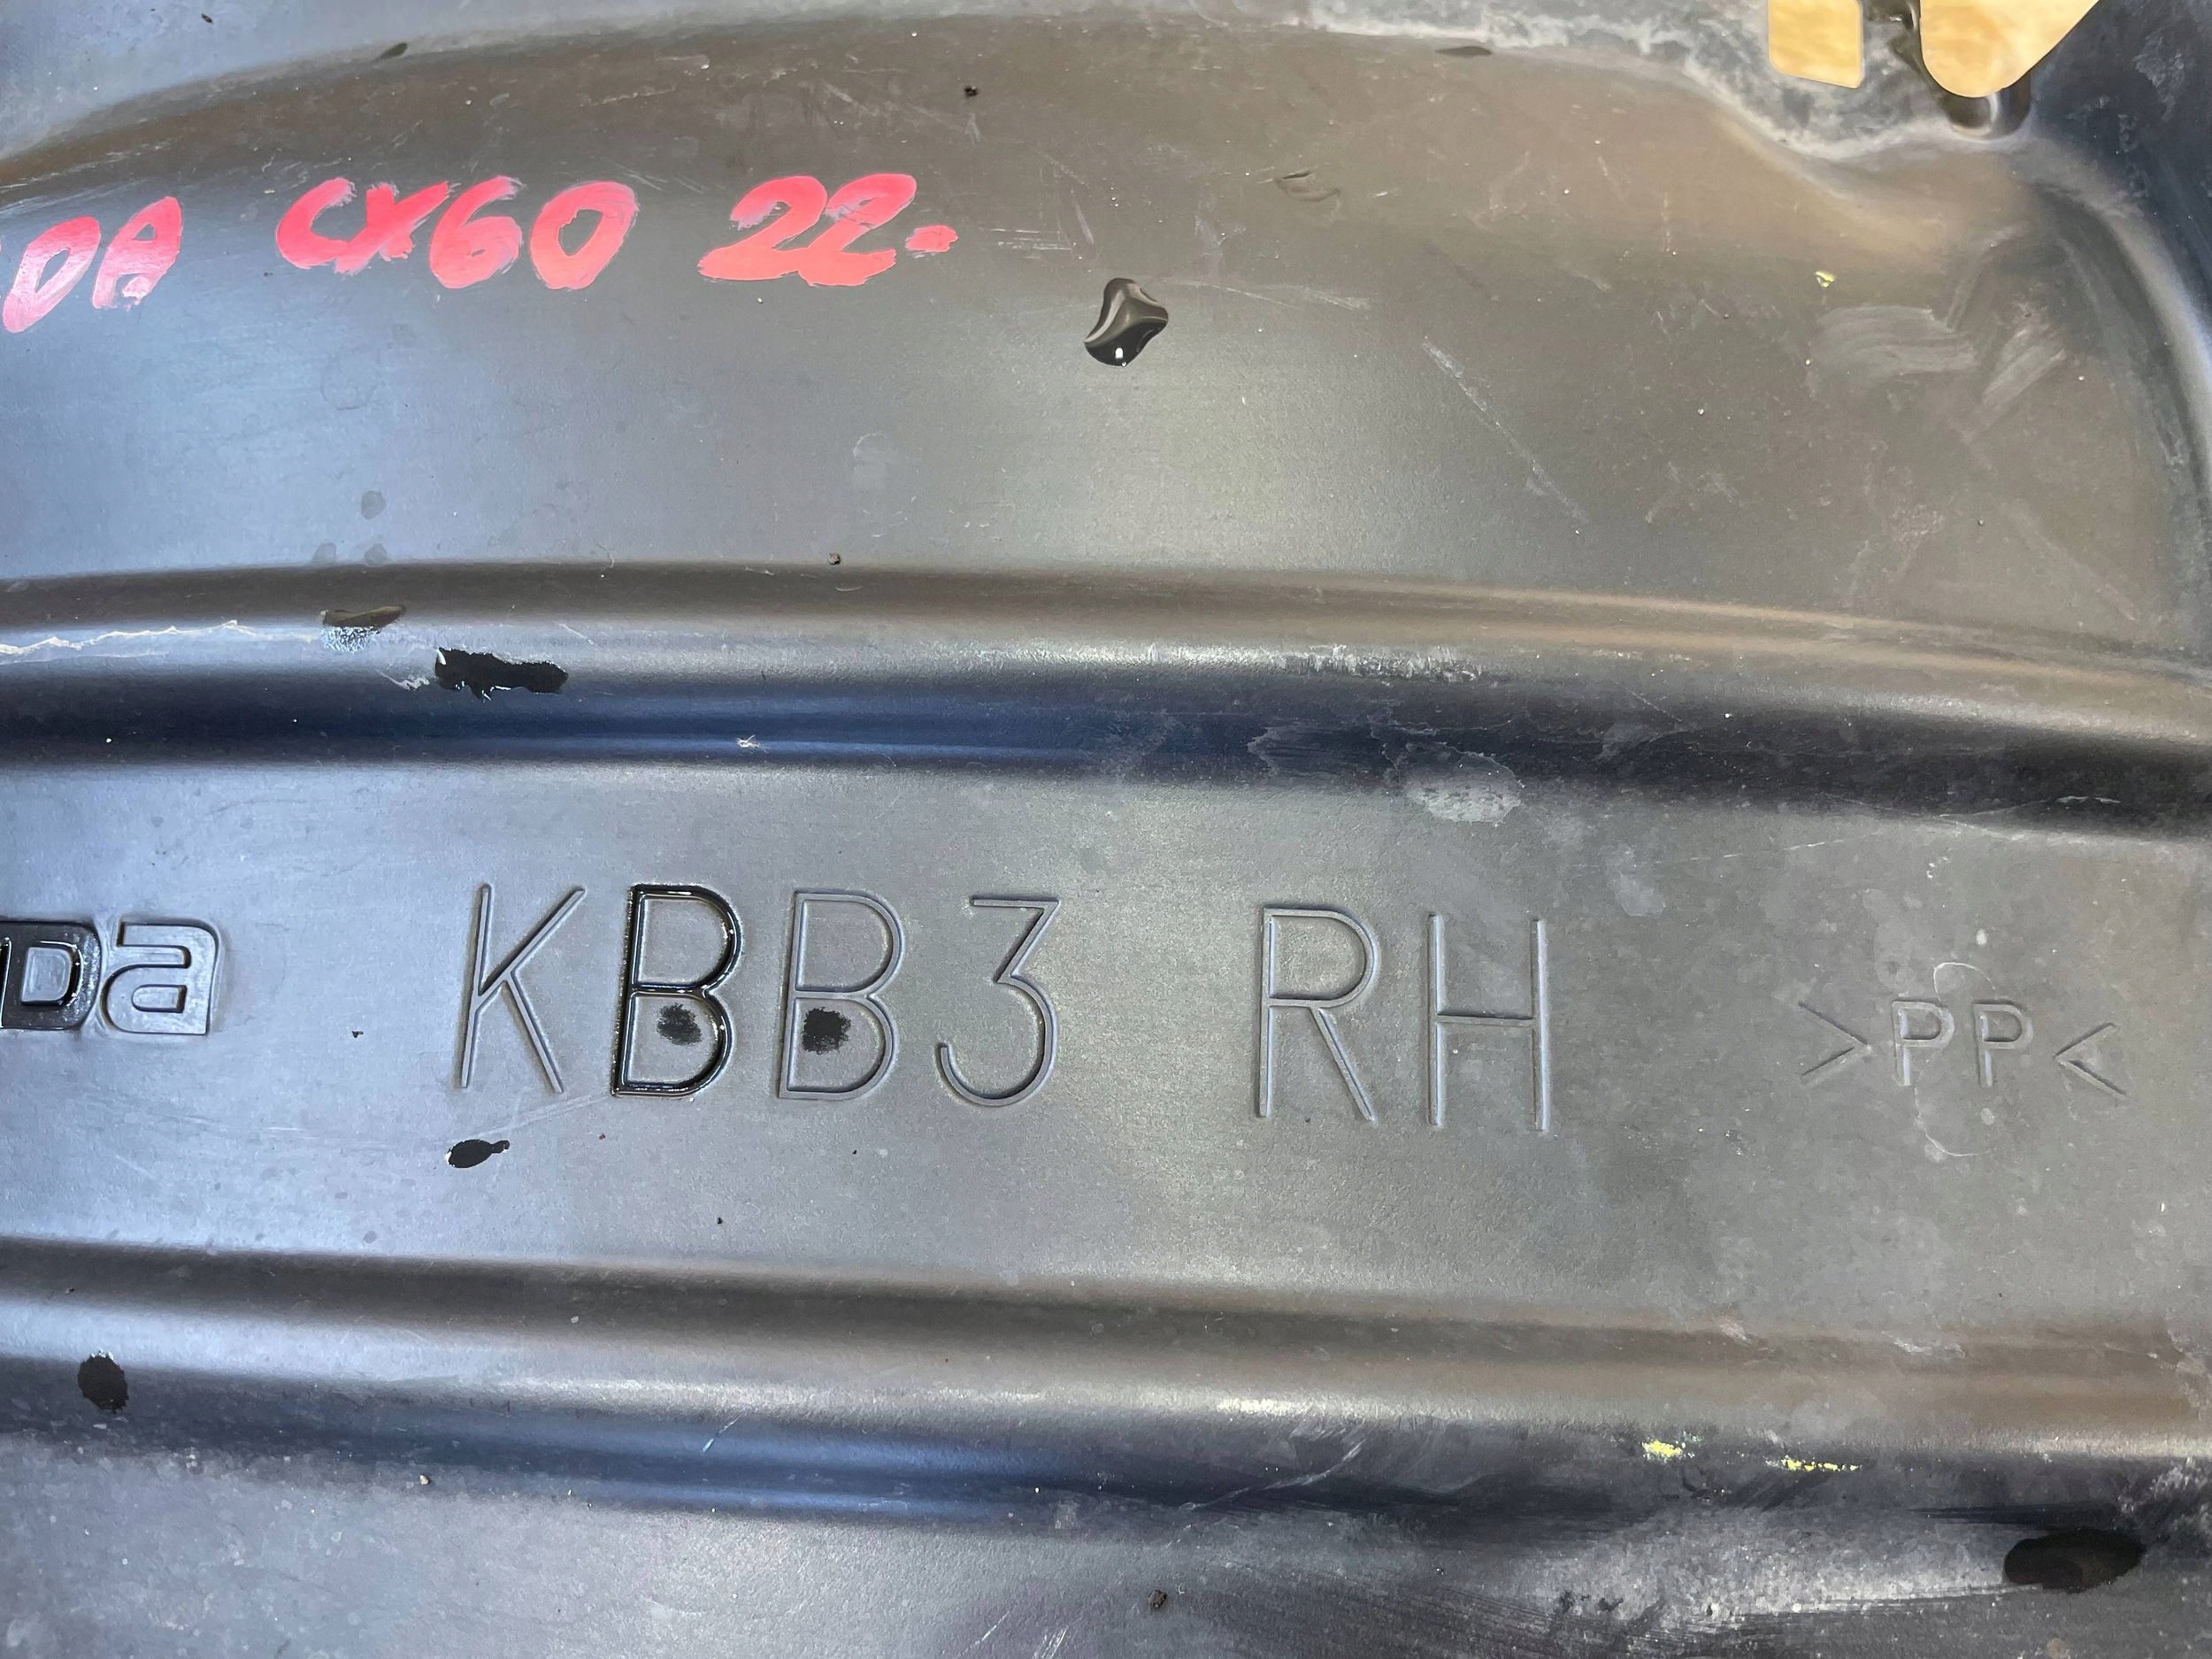 DA CX60 22-
DA KBB3 RH >PP<